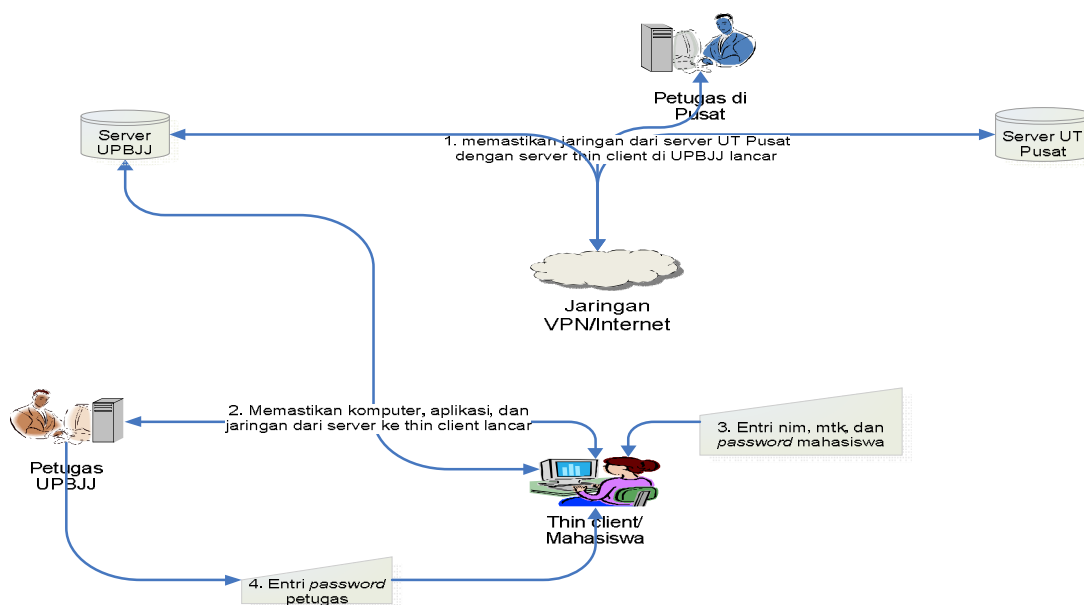 Petugas di
Pusat
Server
UPBJJ
1. memastikan jaringan dari server UT Pusat
dengan server thin client di UPBJJ lancar
Server UT
Pusat
Jaringan
VPN/Internet
2. Memastikan komputer, aplikasi, dan
jaringan dari server ke thin client lancar
3. Entri nim, mtk, dan
password mahasiswa
Petugas
UPBJJ
Thin client/
Mahasiswa
4. Entri password
petugas